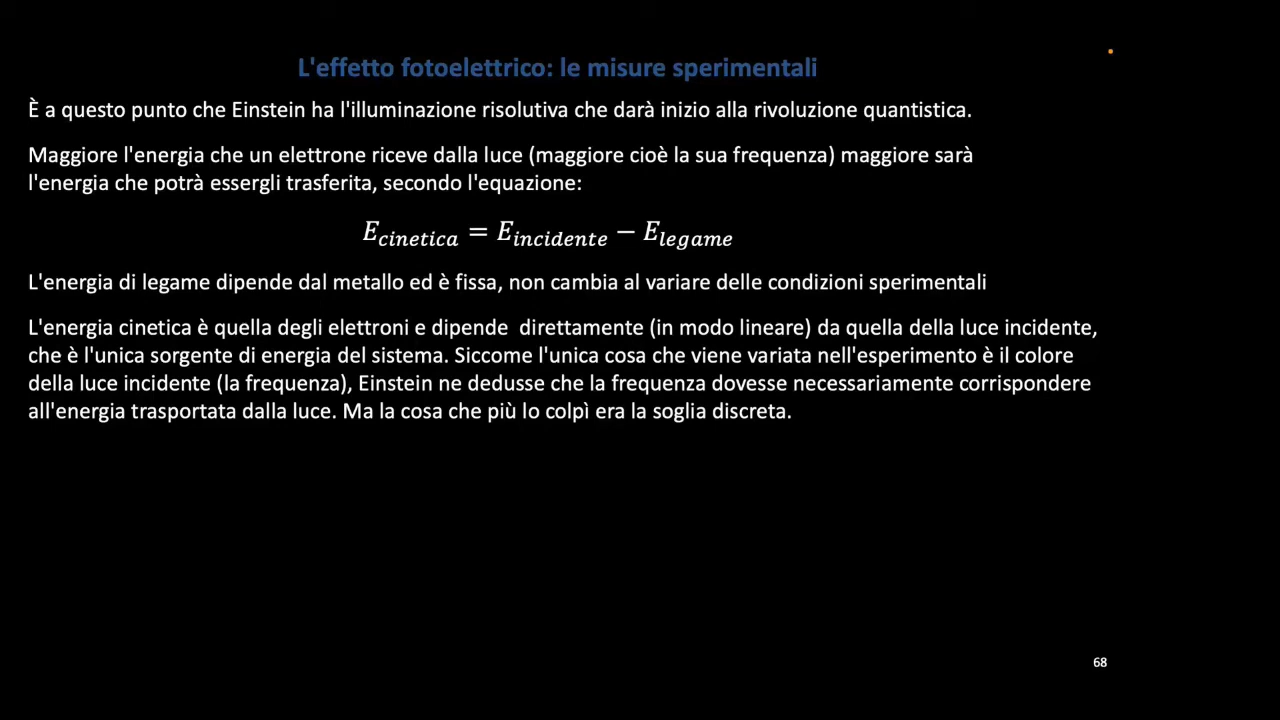 L'effetto fotoelettrico: le misure sperimentali
È a questo punto che Einstein ha l'illuminazione risolutiva che darà inizio alla rivoluzione quantistica.
Maggiore l'energia che un elettrone riceve dalla luce (maggiore cioè la sua frequenza) maggiore sarà
l'energia che potrà essergli trasferita, secondo l'equazione:
E_cinetica = E_incidente − E_legame
L'energia di legame dipende dal metallo ed è fissa, non cambia al variare delle condizioni sperimentali
L'energia cinetica è quella degli elettroni e dipende direttamente (in modo lineare) da quella della luce incidente,
che è l'unica sorgente di energia del sistema. Siccome l'unica cosa che viene variata nell'esperimento è il colore
della luce incidente (la frequenza), Einstein ne dedusse che la frequenza dovesse necessariamente corrispondere
all'energia trasportata dalla luce. Ma la cosa che più lo colpì era la soglia discreta.
68